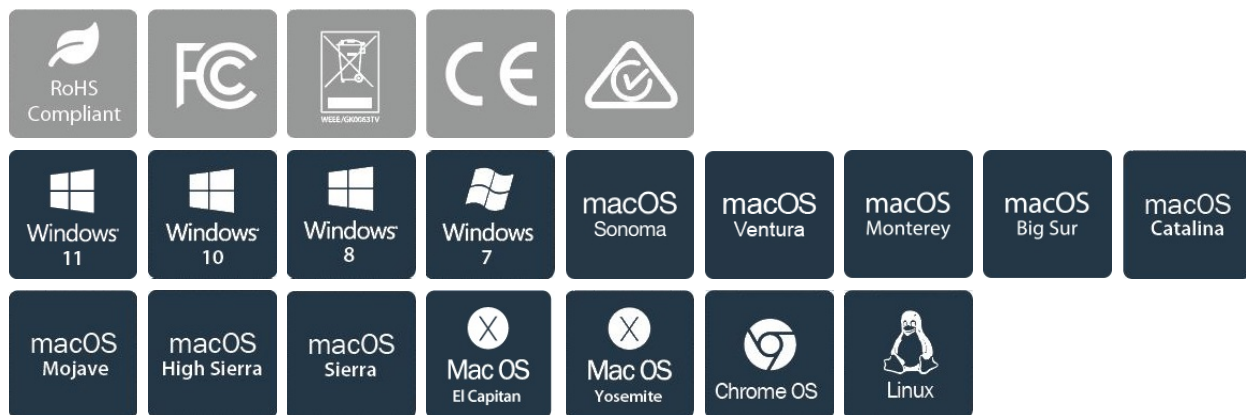 RoHS
Compliant
FC
WEEE/GK0063TV
CE
Windows
11
Windows
10
Windows
8
Windows
7
macOS
Sonoma
macOS
Ventura
macOS
Monterey
macOS
Big Sur
macOS
Catalina
macOS
Mojave
macOS
High Sierra
macOS
Sierra
X
Mac OS
El Capitan
X
Mac OS
Yosemite
Chrome OS
Linux